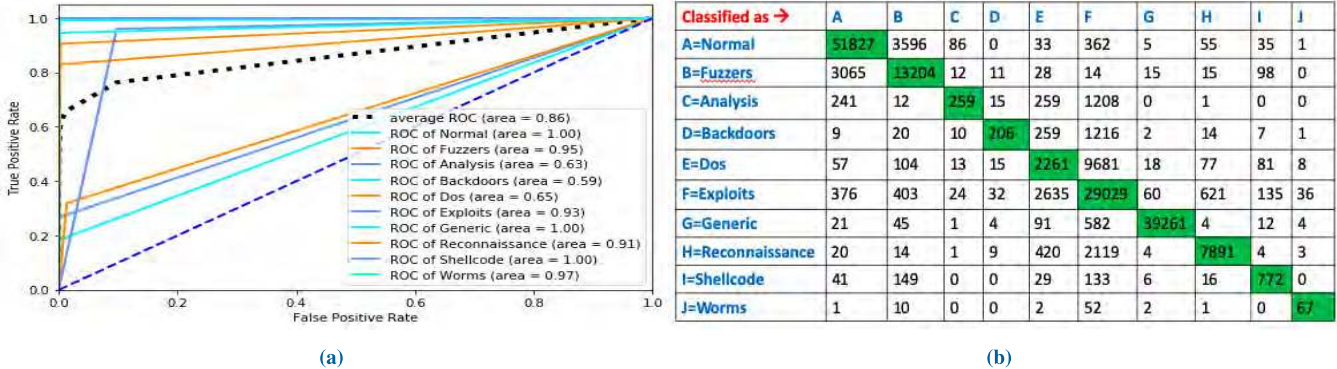 1.0
0.8
0.6
0.4
0.2
0.0
True Positive Rate
average ROC (area = 0.86)
ROC of Normal (area = 1.00)
ROC of Fuzzers (area = 0.95)
ROC of Analysis (area = 0.63)
ROC of Backdoors (area = 0.59)
ROC of Dos (area = 0.65)
ROC of Exploits (area = 0.93)
ROC of Generic (area = 1.00)
ROC of Reconnaissance (area = 0.91)
ROC of Shellcode (area = 1.00)
ROC of Worms (area = 0.97)
0.0 0.2 0.4 0.6 0.8 1.0
False Positive Rate
(a)
Classified as → A B C D E F G H I J
A=Normal 51827 3596 86 0 33 362 5 55 35 1
B=Fuzzers 3065 13204 12 11 28 14 15 15 98 0
C=Analysis 241 12 259 15 259 1208 0 1 0 0
D=Backdoors 9 20 10 206 259 1216 2 14 7 1
E=Dos 57 104 13 15 2261 9681 18 77 81 8
F=Exploits 376 403 24 32 2635 29029 60 621 135 36
G=Generic 21 45 1 4 91 582 39261 4 12 4
H=Reconnaissance 20 14 1 9 420 2119 4 7891 4 3
I=Shellcode 41 149 0 0 29 133 6 16 772 0
J=Worms 1 10 0 0 2 52 2 1 0 67
(b)